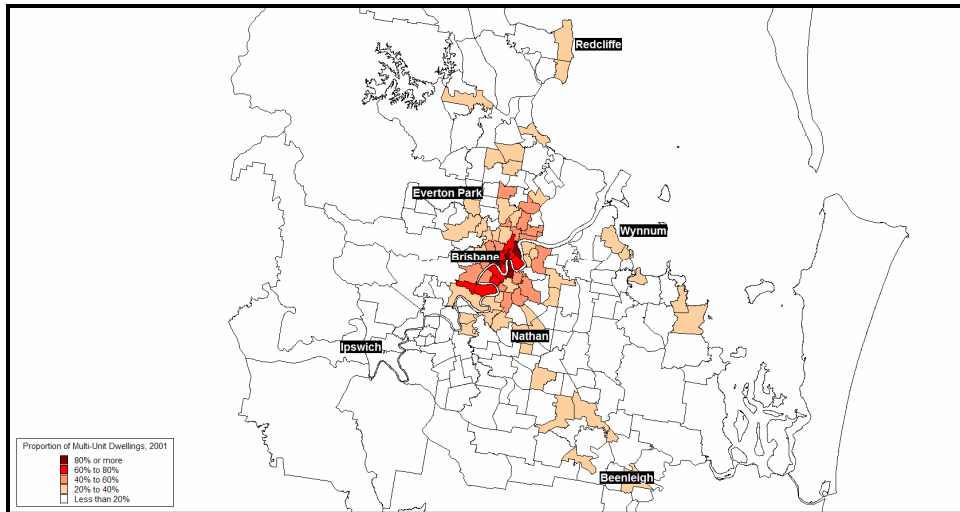 Redcliffe
Everton Park
Wynnum
Brisbane
Nathan
Ipswich
Beenleigh
Proportion of Multi-Unit Dwellings, 2001
80% or more
60% to 80%
40% to 60%
20% to 40%
Less than 20%